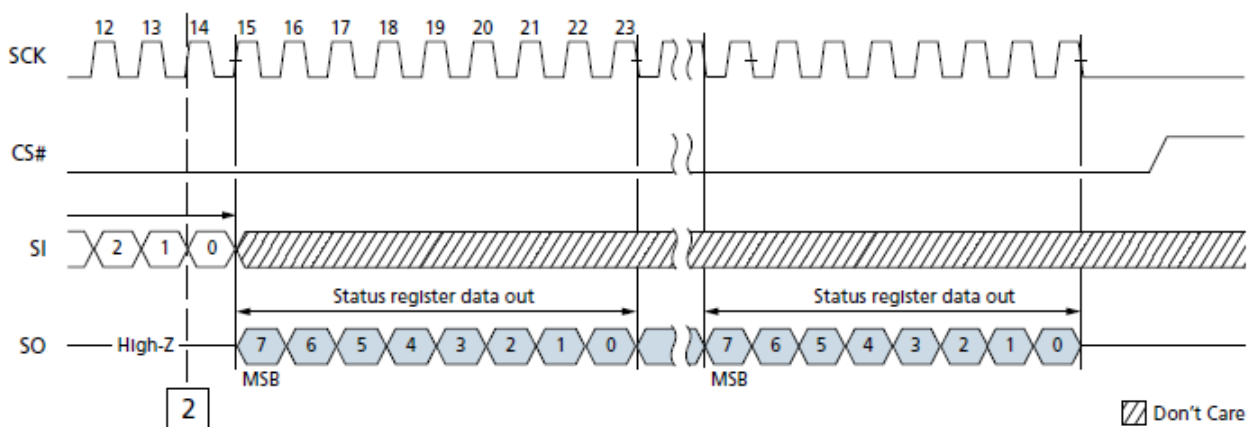 12 13 14 15 16 17 18 19 20 21 22 23
SCK
CS#
SI 2 1 0
Status register data out Status register data out
SO High-Z 7 6 5 4 3 2 1 0 7 6 5 4 3 2 1 0
MSB MSB
2
Don't Care